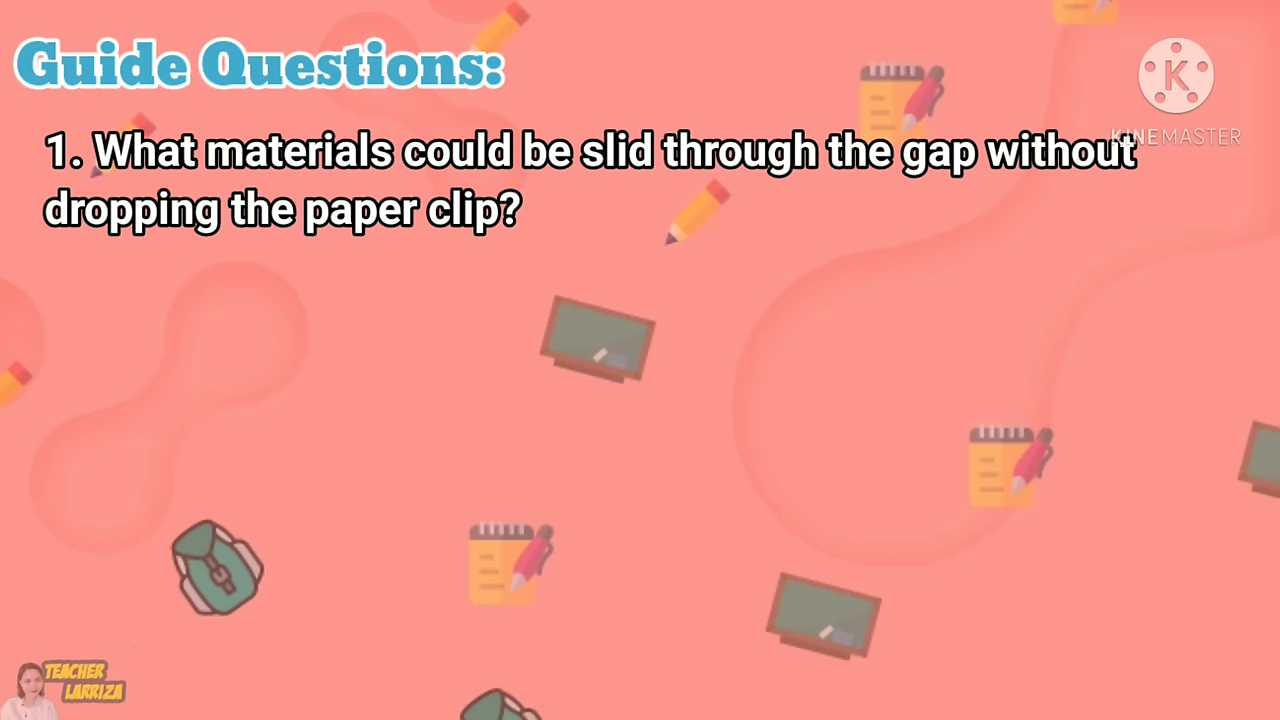 Guide Questions:
K
KINEMASTER
1. What materials could be slid through the gap without
dropping the paper clip?
TEACHER
LARRIZA